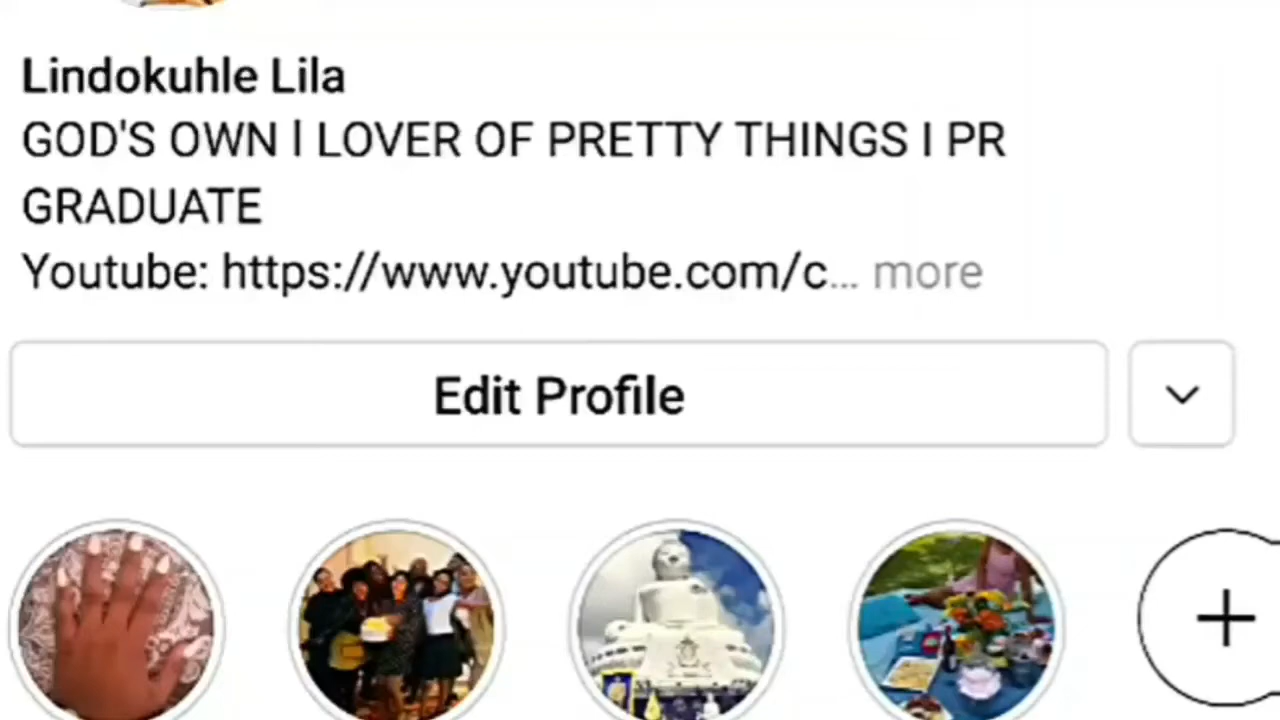 Lindokuhle Lila
GOD'S OWN l LOVER OF PRETTY THINGS I PR
GRADUATE
Youtube: https://www.youtube.com/c... more
Edit Profile